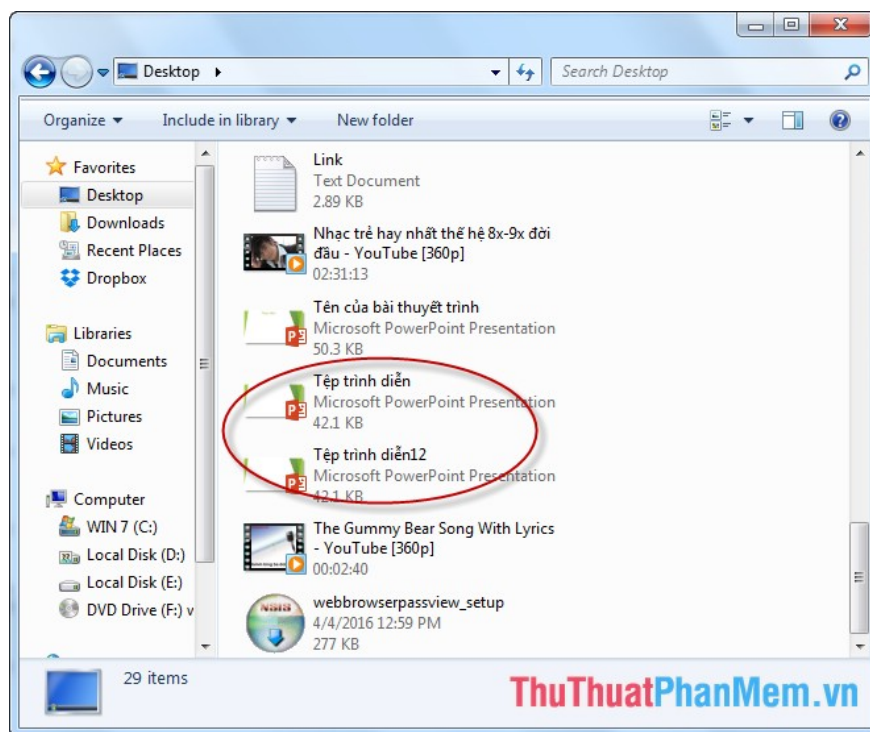 Desktop
Search Desktop
Organize
Include in library
New folder
Favorites
Desktop
Downloads
Recent Places
Dropbox
Libraries
Documents
Music
Pictures
Videos
Computer
WIN 7 (C:)
Local Disk (D:)
Local Disk (E:)
DVD Drive (F:) v
Link
Text Document
2.89 KB
Nhạc trẻ hay nhất thế hệ 8x-9x đời
đầu - YouTube [360p]
02:31:13
Tên của bài thuyết trình
Microsoft PowerPoint Presentation
50.3 KB
Tệp trình diễn
Microsoft PowerPoint Presentation
42.1 KB
Tệp trình diễn12
Microsoft PowerPoint Presentation
42.1 KB
The Gummy Bear Song With Lyrics
- YouTube [360p]
00:02:40
NSIS
webbrowserpassview_setup
4/4/2016 12:59 PM
277 KB
29 items
ThuThuatPhanMem.vn